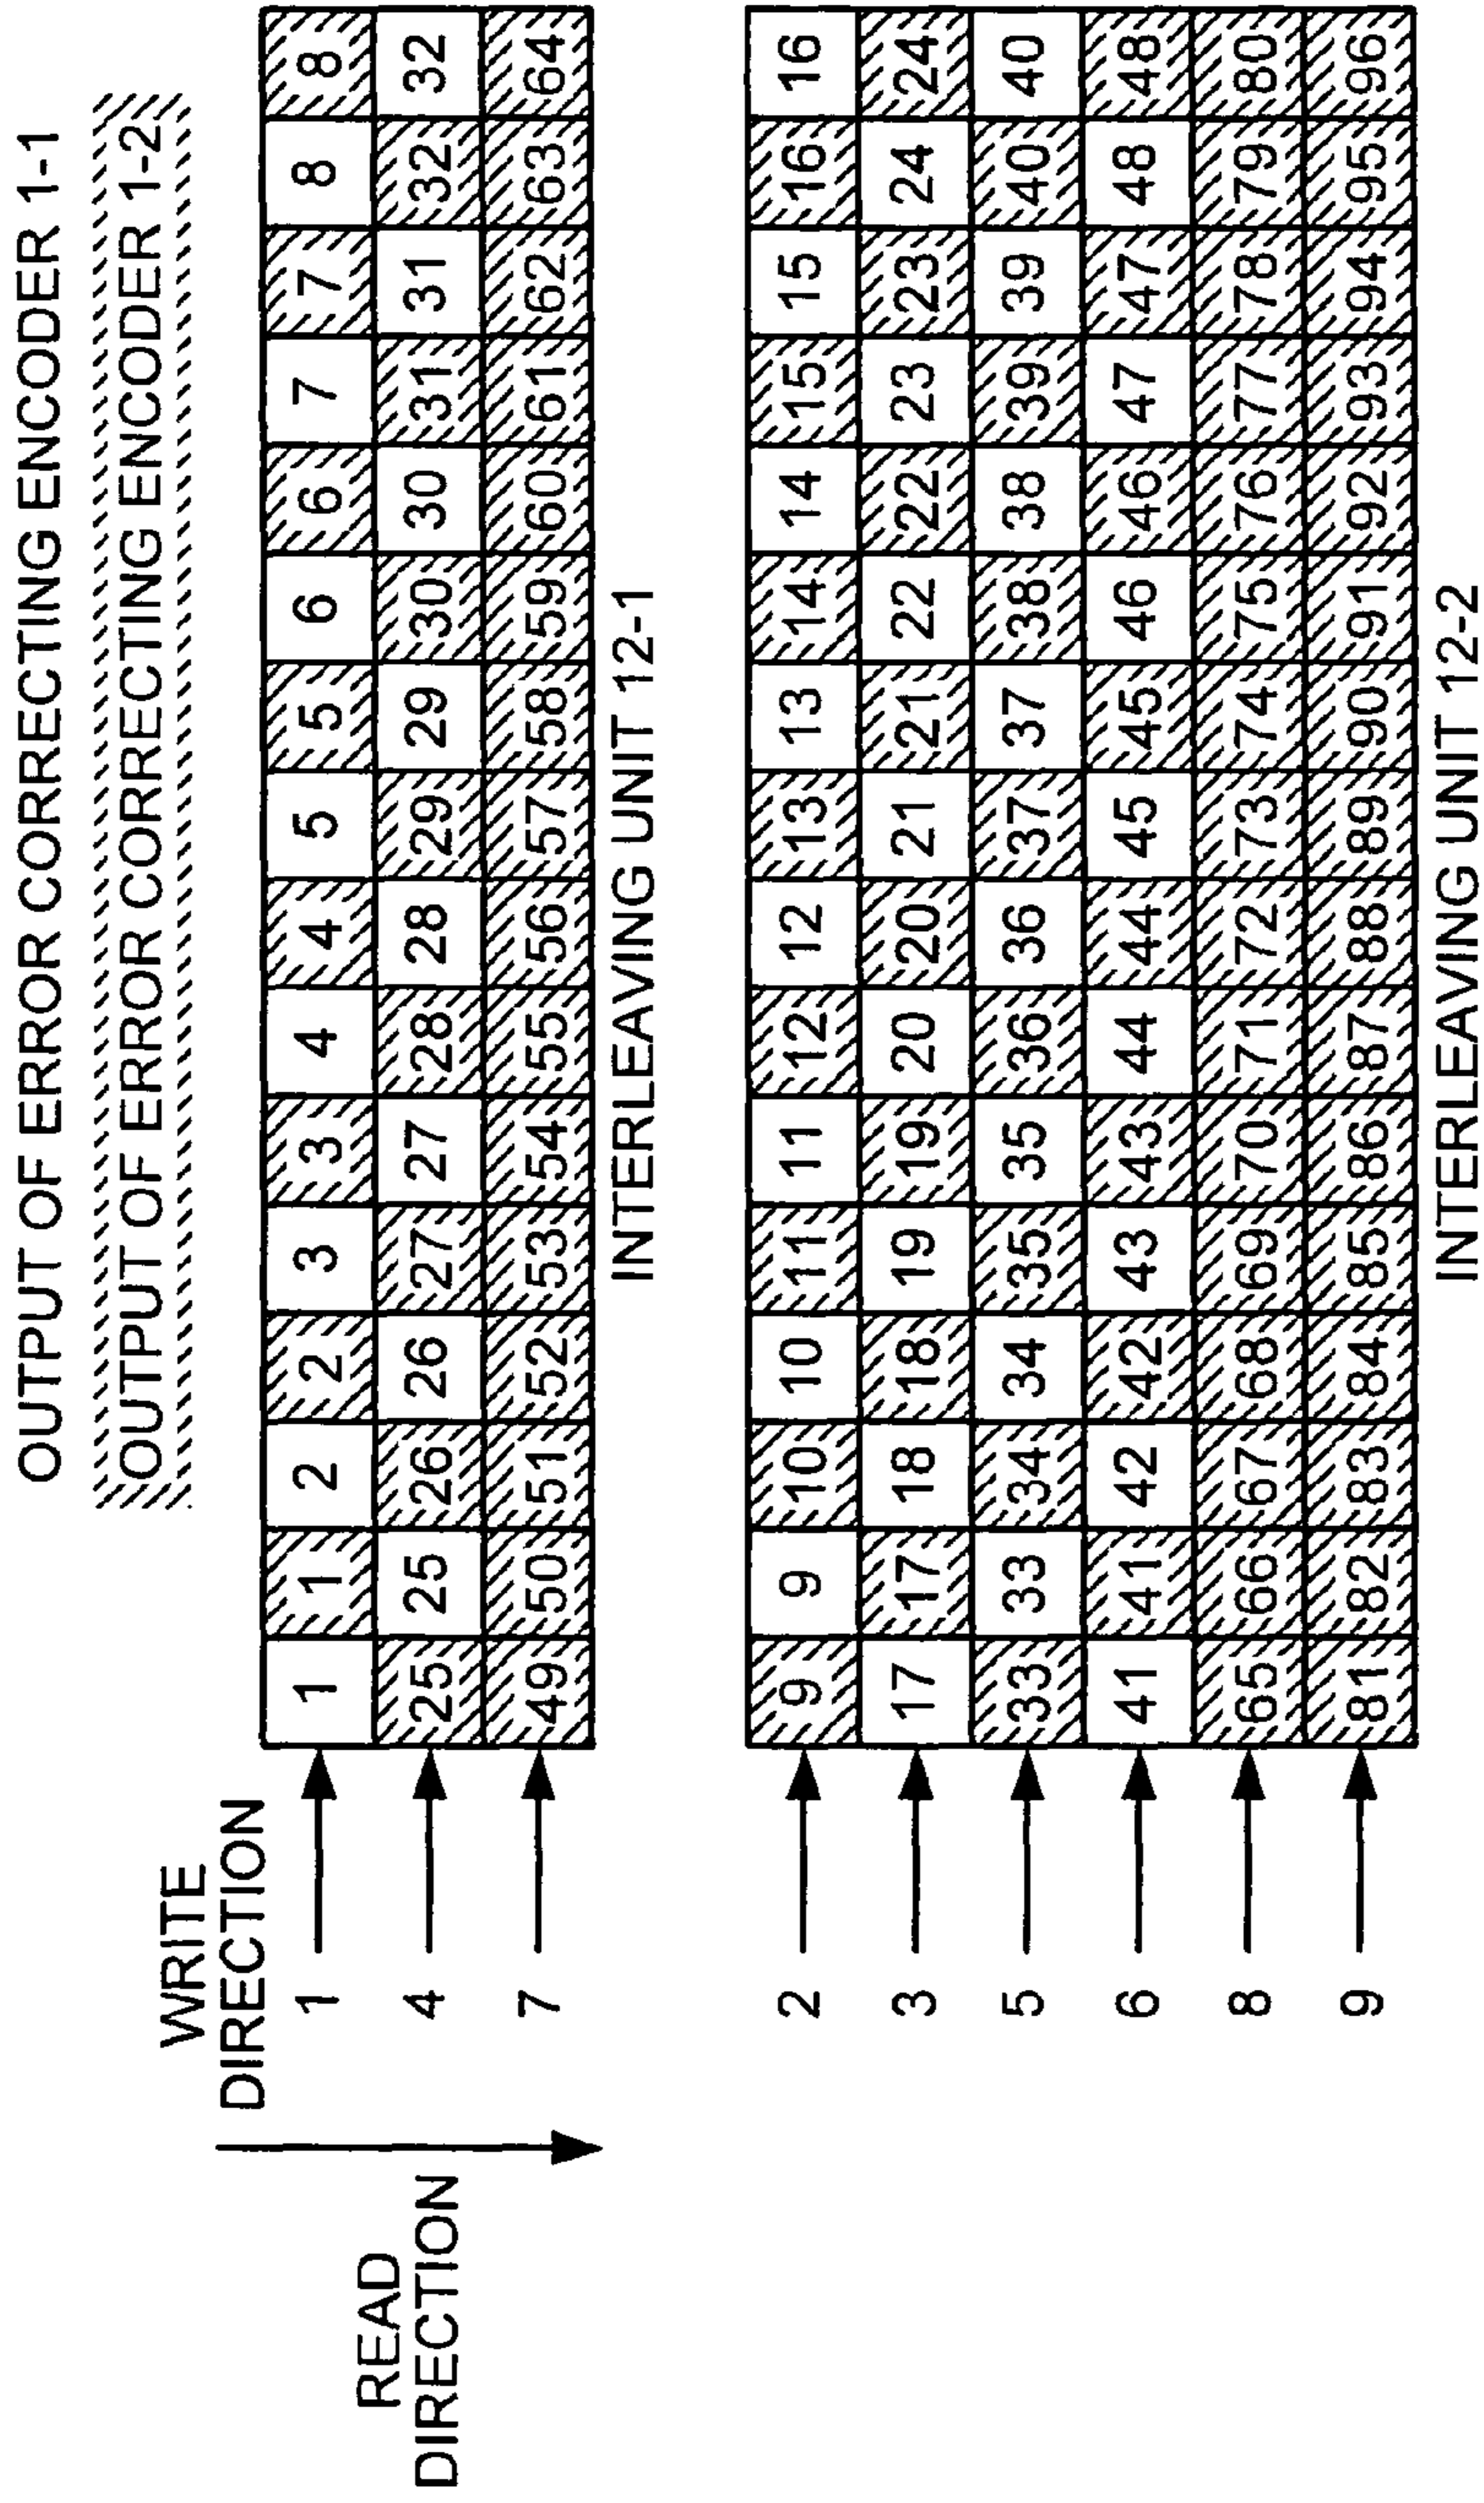 OUTPUT OF ERROR CORRECTING ENCODER 1-1
OUTPUT OF ERROR CORRECTING ENCODER 1-2
WRITE
DIRECTION
READ
DIRECTION
1 1 1 2 2 3 3 4 4 5 5 6 6 7 7 8 8
4 25 25 26 26 27 27 28 28 29 29 30 30 31 31 32 32
7 49 50 51 52 53 54 55 56 57 58 59 60 61 62 63 64
INTERLEAVING UNIT 12-1
2 9 9 10 10 11 11 12 12 13 13 14 14 15 15 16 16
3 17 17 18 18 19 19 20 20 21 21 22 22 23 23 24 24
5 33 33 34 34 35 35 36 36 37 37 38 38 39 39 40 40
6 41 41 42 42 43 43 44 44 45 45 46 46 47 47 48 48
8 65 66 67 68 69 70 71 72 73 74 75 76 77 78 79 80
9 81 82 83 84 85 86 87 88 89 90 91 92 93 94 95 96
INTERLEAVING UNIT 12-2